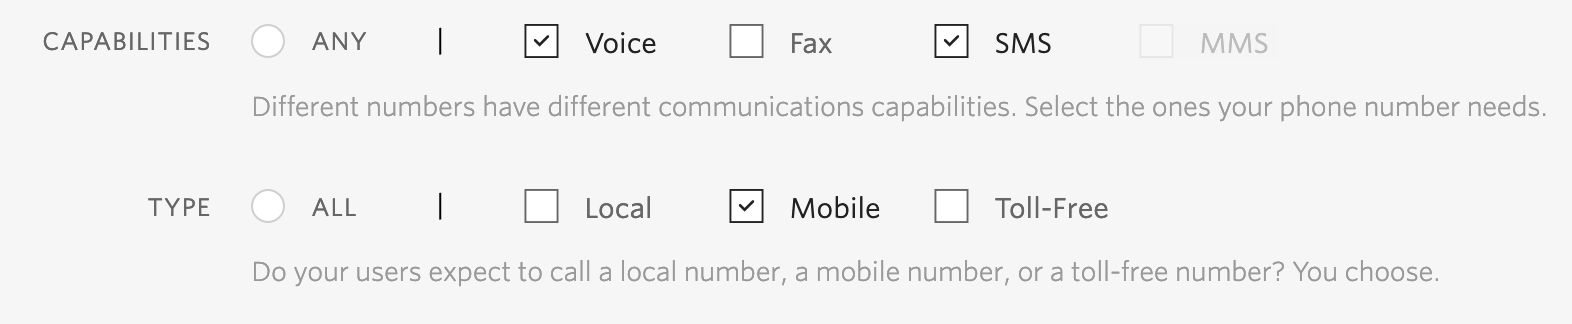 CAPABILITIES ANY | Voice Fax SMS MMS
Different numbers have different communications capabilities. Select the ones your phone number needs.
TYPE ALL | Local Mobile Toll-Free
Do your users expect to call a local number, a mobile number, or a toll-free number? You choose.